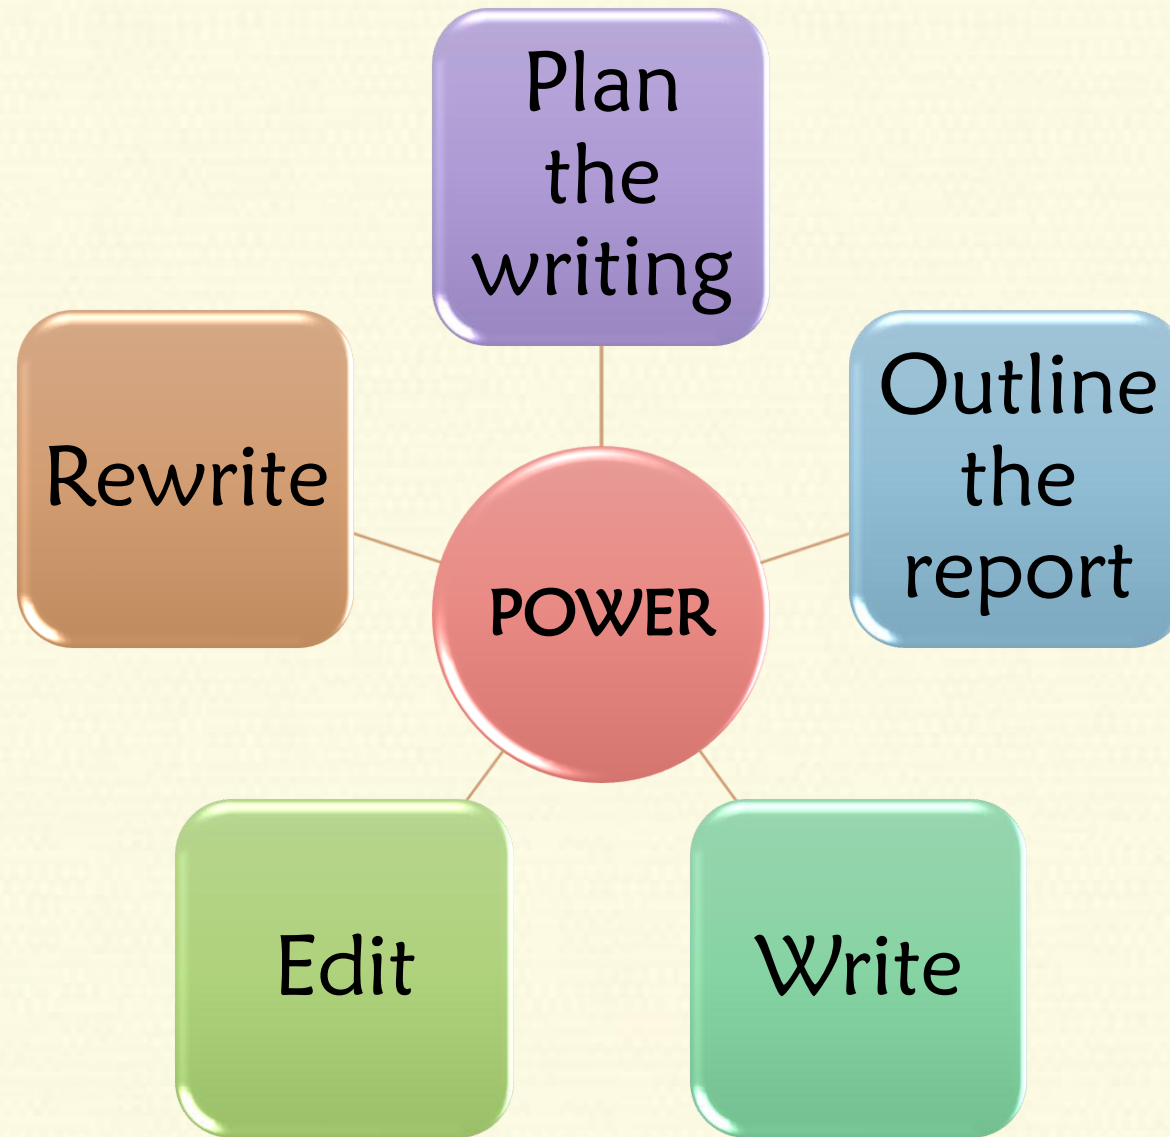 Plan
the
writing
Outline
the
report
Write
Edit
Rewrite
POWER